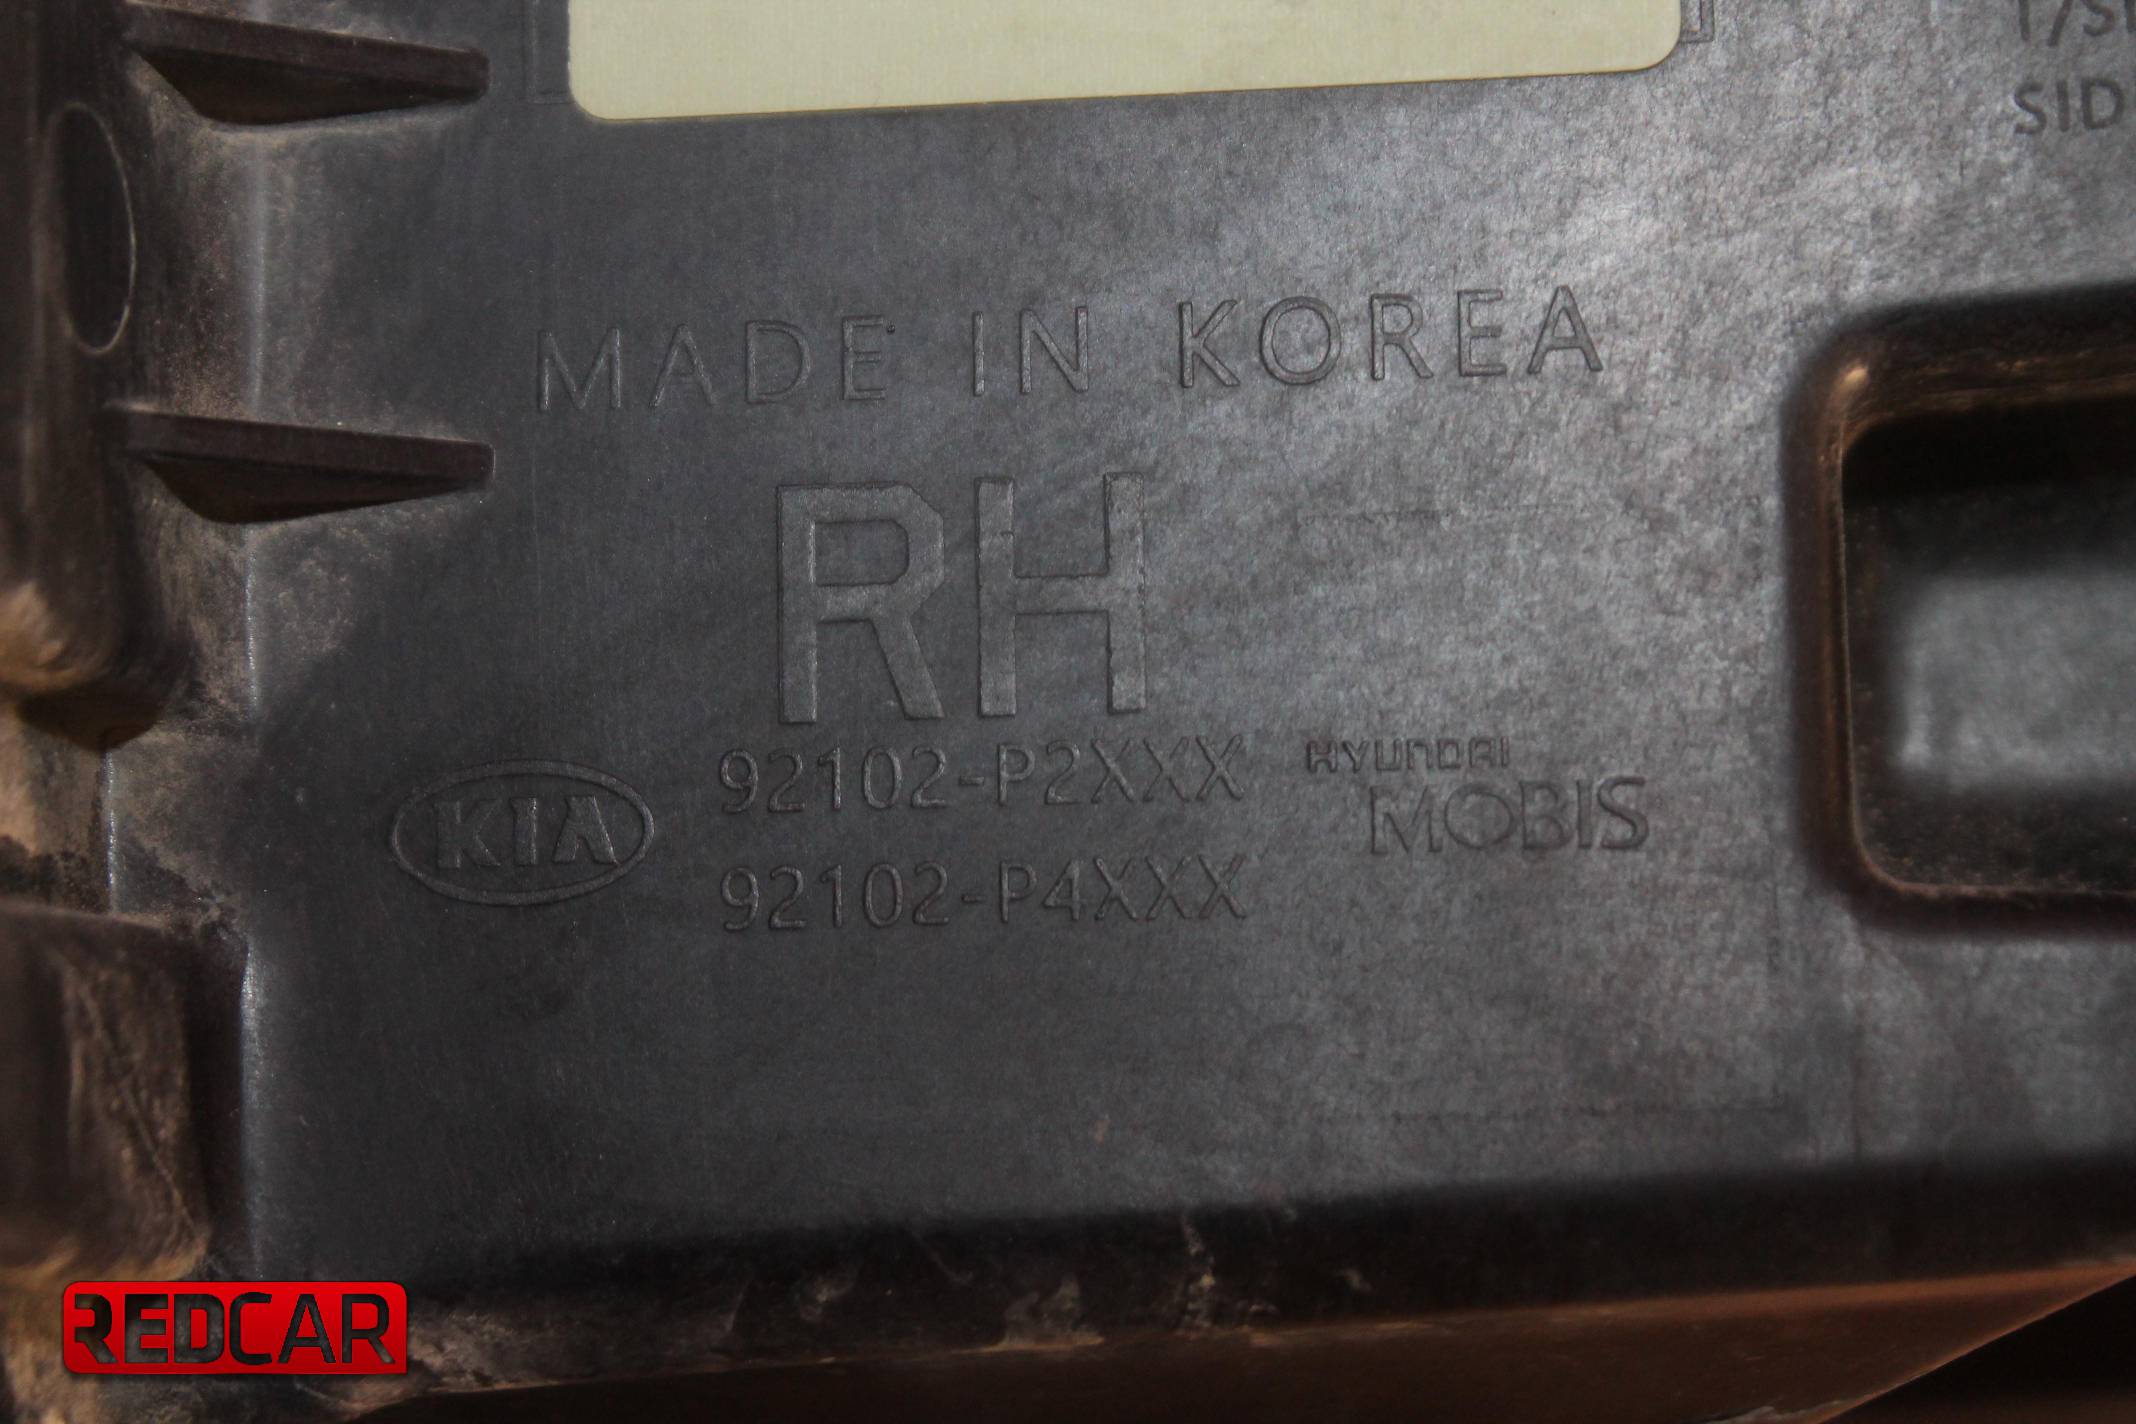 SID
MADE IN KOREA
RH
KIA
92102-P2XXX
92102-P4XXX
HYUNDAI
MOBIS
REDCAR